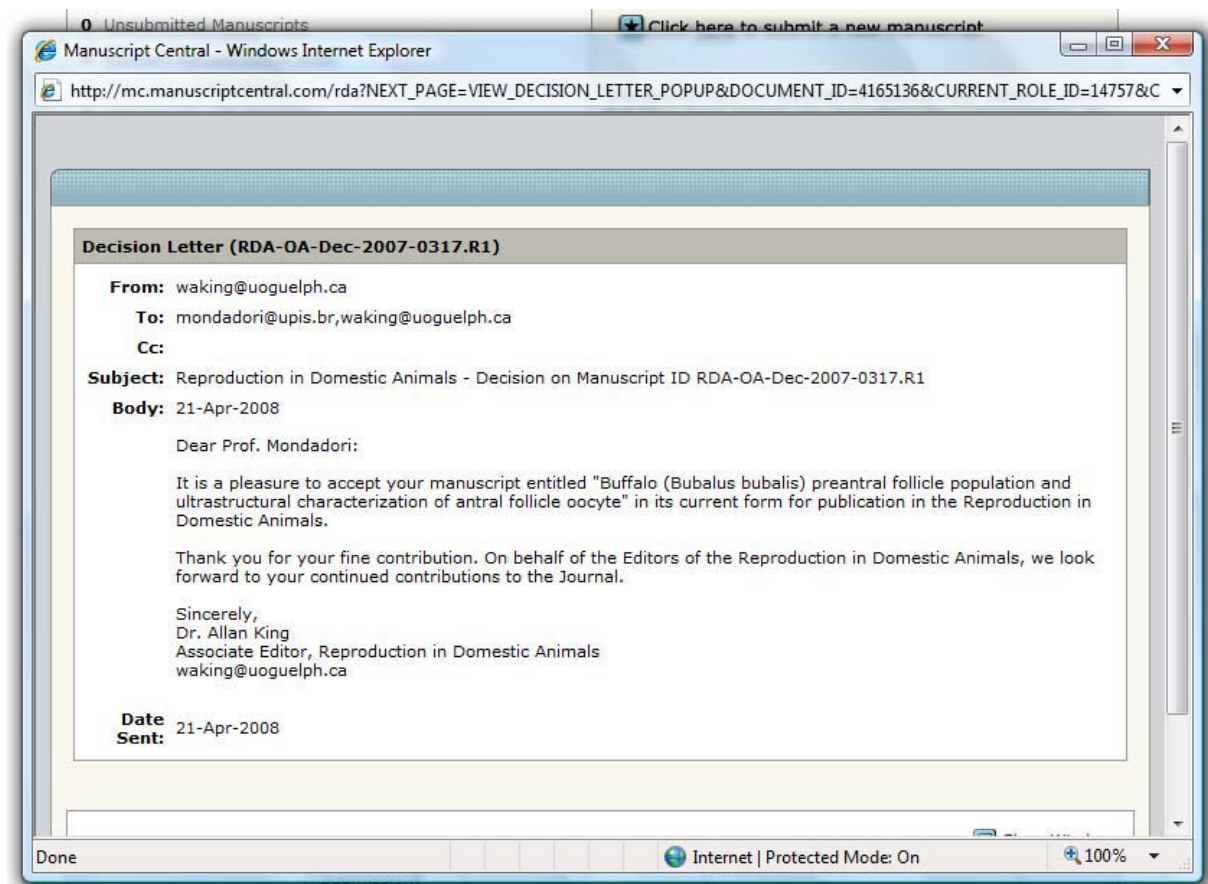 0 Unsubmitted Manuscripts
Click here to submit a new manuscript
Manuscript Central - Windows Internet Explorer
http://mc.manuscriptcentral.com/rda?NEXT_PAGE=VIEW_DECISION_LETTER_POPUP&DOCUMENT_ID=4165136&CURRENT_ROLE_ID=14757&C
Decision Letter (RDA-OA-Dec-2007-0317.R1)
From: waking@uoguelph.ca
To: mondadori@upis.br,waking@uoguelph.ca
Cc:
Subject: Reproduction in Domestic Animals - Decision on Manuscript ID RDA-OA-Dec-2007-0317.R1
Body: 21-Apr-2008
Dear Prof. Mondadori:
It is a pleasure to accept your manuscript entitled "Buffalo (Bubalus bubalis) preantral follicle population and
ultrastructural characterization of antral follicle oocyte" in its current form for publication in the Reproduction in
Domestic Animals.
Thank you for your fine contribution. On behalf of the Editors of the Reproduction in Domestic Animals, we look
forward to your continued contributions to the Journal.
Sincerely,
Dr. Allan King
Associate Editor, Reproduction in Domestic Animals
waking@uoguelph.ca
Date
Sent: 21-Apr-2008
Done
Internet | Protected Mode: On
100%